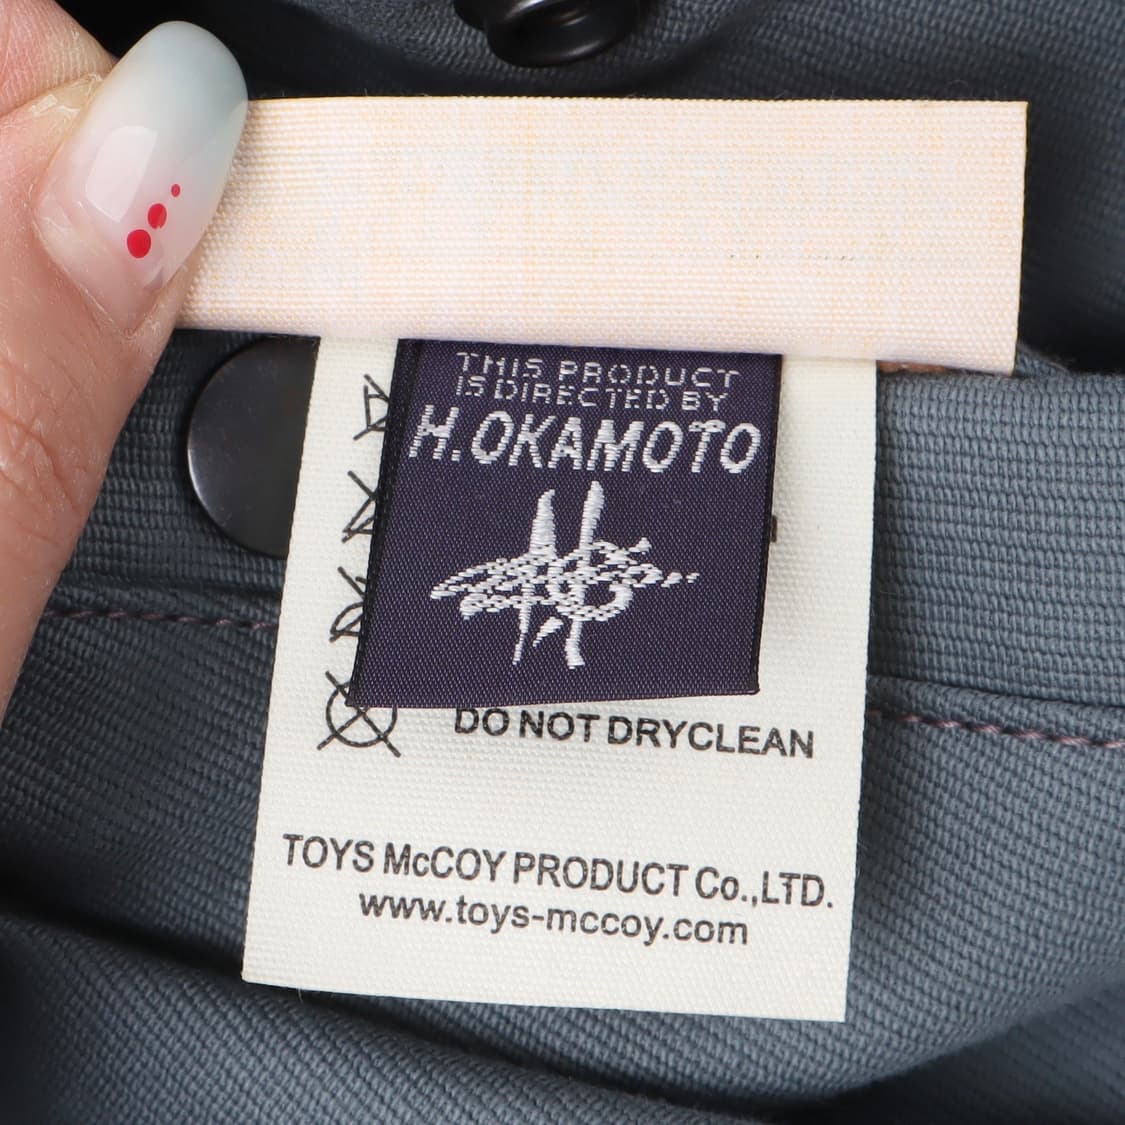 THIS PRODUCT
IS DIRECTED BY
H.OKAMOTO
DO NOT DRYCLEAN
TOYS McCOY PRODUCT Co.,LTD.
www.toys-mccoy.com